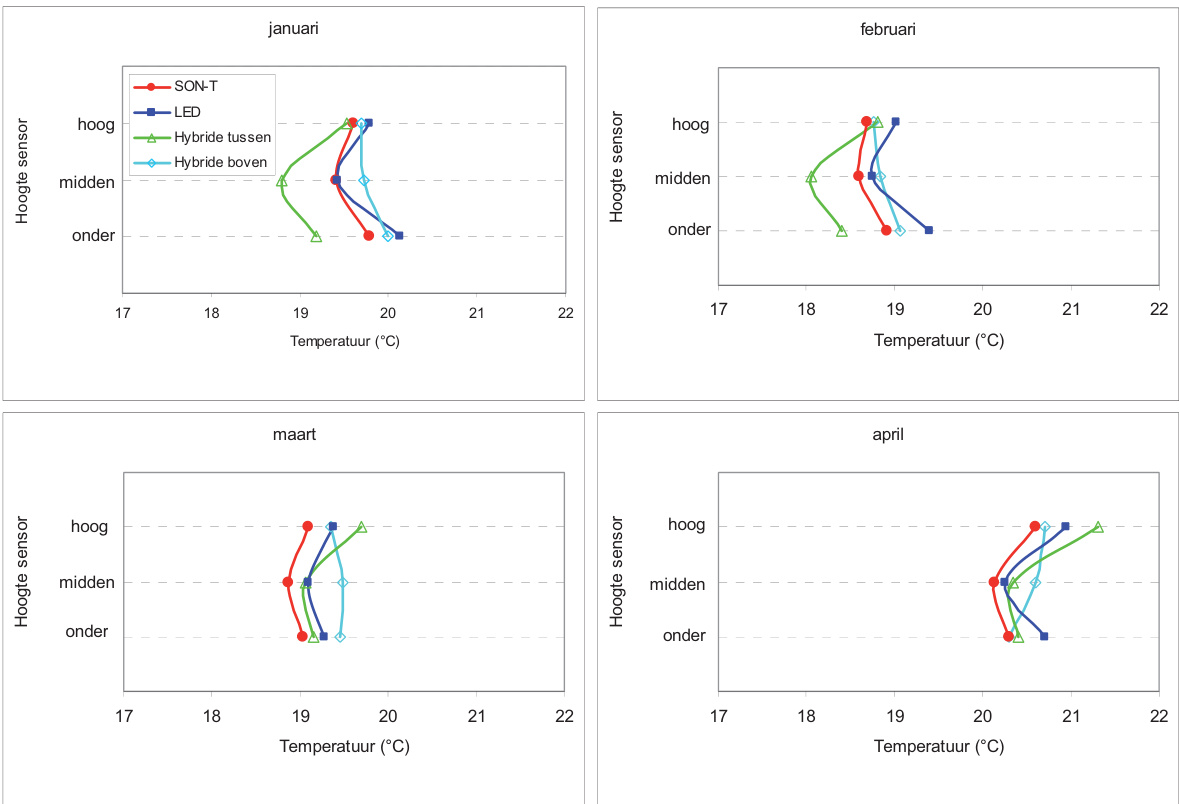 januari
SON-T
LED
Hybride tussen
Hybride boven
Hoogte sensor
hoog
midden
onder
17 18 19 20 21 22
Temperatuur (°C)
februari
Hoogte sensor
hoog
midden
onder
17 18 19 20 21 22
Temperatuur (°C)
maart
Hoogte sensor
hoog
midden
onder
17 18 19 20 21 22
Temperatuur (°C)
april
Hoogte sensor
hoog
midden
onder
17 18 19 20 21 22
Temperatuur (°C)